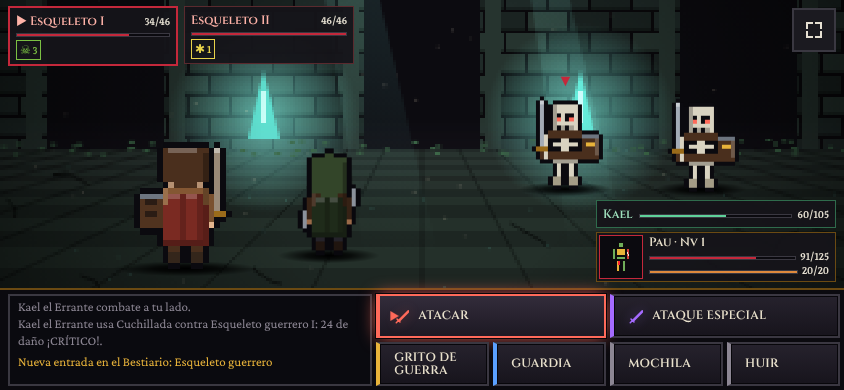 Esqueleto I 34/46
3
Esqueleto II 46/46
1
Kael 60/105
Pau · Nv 1
91/125
20/20
Kael el Errante combate a tu lado.
Kael el Errante usa Cuchillada contra Esqueleto guerrero I: 24 de
daño ¡CRÍTICO!.
Nueva entrada en el Bestiario: Esqueleto guerrero
ATACAR
ATAQUE ESPECIAL
GRITO DE
GUERRA
GUARDIA
MOCHILA
HUIR